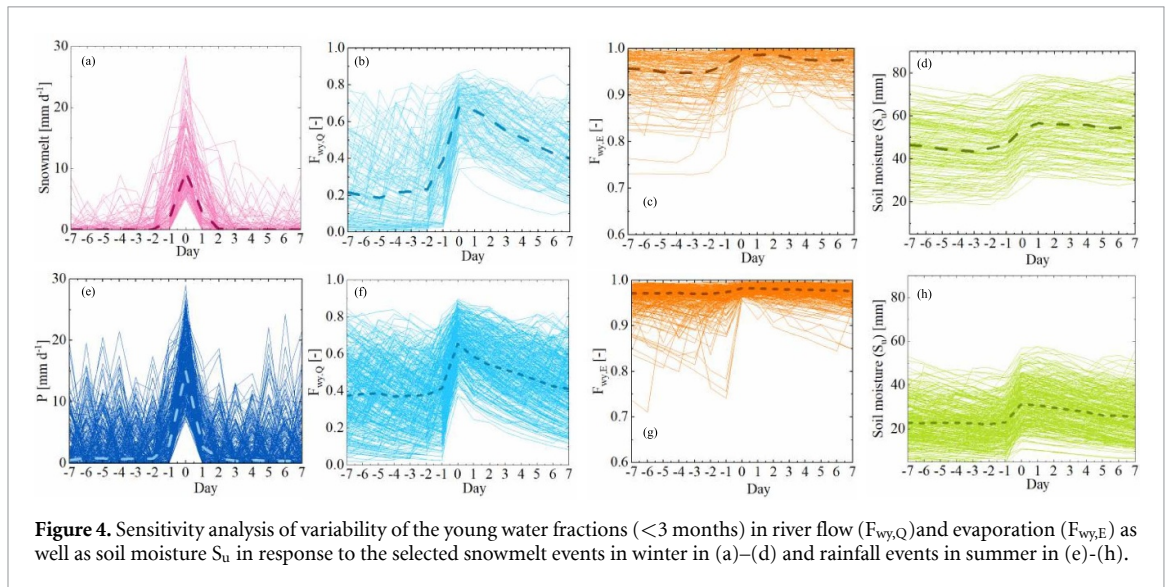 (a)
Snowmelt [mm d⁻¹]
30
20
10
0
-7 -6 -5 -4 -3 -2 -1 0 1 2 3 4 5 6 7
Day
(b)
F_wy,Q [-]
1.0
0.8
0.6
0.4
0.2
0.0
-7 -6 -5 -4 -3 -2 -1 0 1 2 3 4 5 6 7
Day
(c)
F_wy,E [-]
1.0
0.9
0.8
0.7
0.6
-7 -6 -5 -4 -3 -2 -1 0 1 2 3 4 5 6 7
Day
(d)
Soil moisture (S_u) [mm]
80
60
40
20
-7 -6 -5 -4 -3 -2 -1 0 1 2 3 4 5 6 7
Day
(e)
P [mm d⁻¹]
30
20
10
0
-7 -6 -5 -4 -3 -2 -1 0 1 2 3 4 5 6 7
Day
(f)
F_wy,Q [-]
1.0
0.8
0.6
0.4
0.2
0.0
-7 -6 -5 -4 -3 -2 -1 0 1 2 3 4 5 6 7
Day
(g)
F_wy,E [-]
1.0
0.9
0.8
0.7
0.6
-7 -6 -5 -4 -3 -2 -1 0 1 2 3 4 5 6 7
Day
(h)
Soil moisture (S_u) [mm]
80
60
40
20
-7 -6 -5 -4 -3 -2 -1 0 1 2 3 4 5 6 7
Day
Figure 4. Sensitivity analysis of variability of the young water fractions (<3 months) in river flow (F_wy,Q)and evaporation (F_wy,E) as
well as soil moisture S_u in response to the selected snowmelt events in winter in (a)–(d) and rainfall events in summer in (e)-(h).